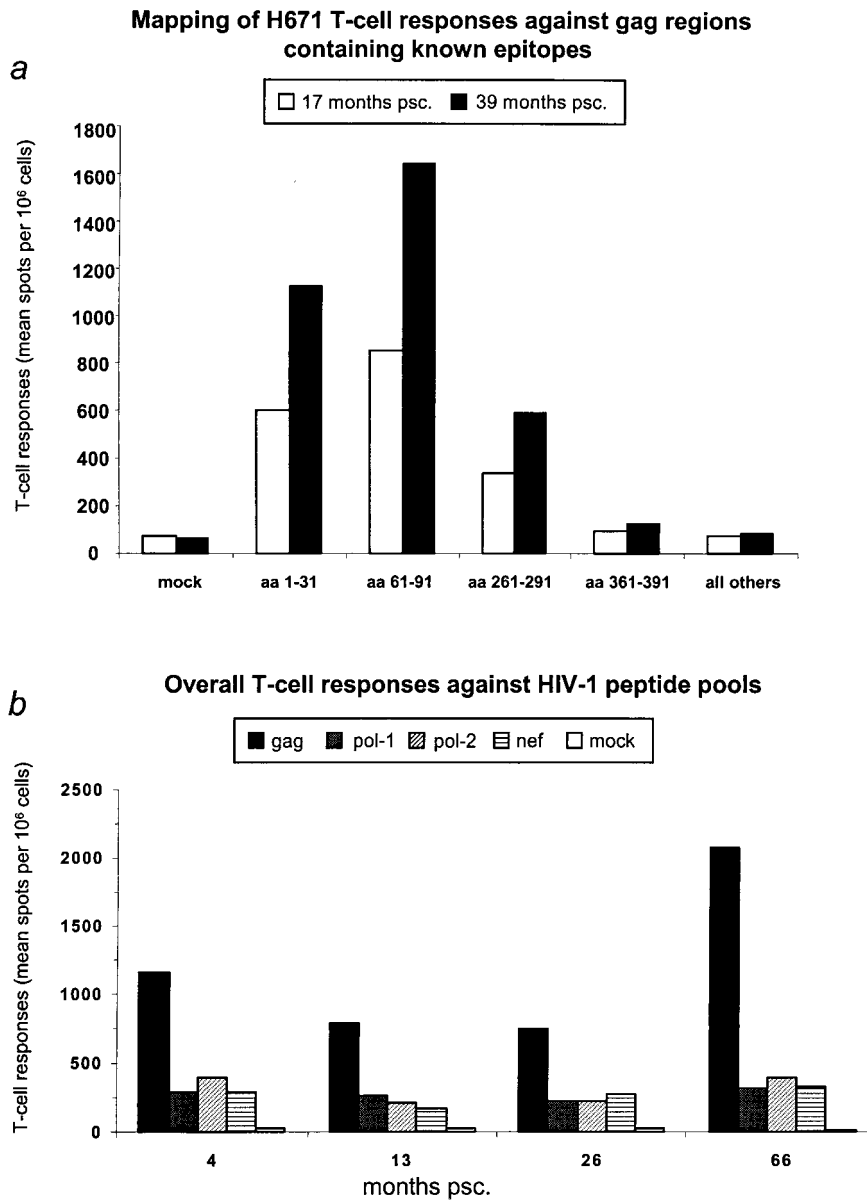 Mapping of H671 T-cell responses against gag regions
containing known epitopes
a
17 months psc. 39 months psc.
T-cell responses (mean spots per 10⁶ cells)
1800
1600
1400
1200
1000
800
600
400
200
0
mock aa 1-31 aa 61-91 aa 261-291 aa 361-391 all others
Overall T-cell responses against HIV-1 peptide pools
b
gag pol-1 pol-2 nef mock
T-cell responses (mean spots per 10⁶ cells)
2500
2000
1500
1000
500
0
4 13 26 66
months psc.